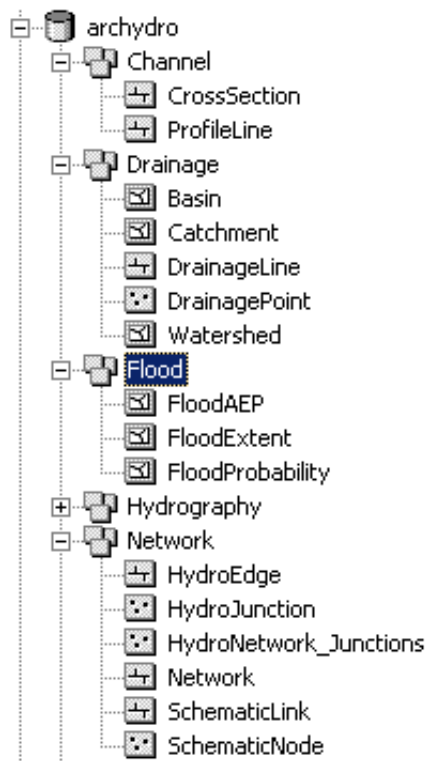 archydro
Channel
CrossSection
ProfileLine
Drainage
Basin
Catchment
DrainageLine
DrainagePoint
Watershed
Flood
FloodAEP
FloodExtent
FloodProbability
Hydrography
Network
HydroEdge
HydroJunction
HydroNetwork_Junctions
Network
SchematicLink
SchematicNode